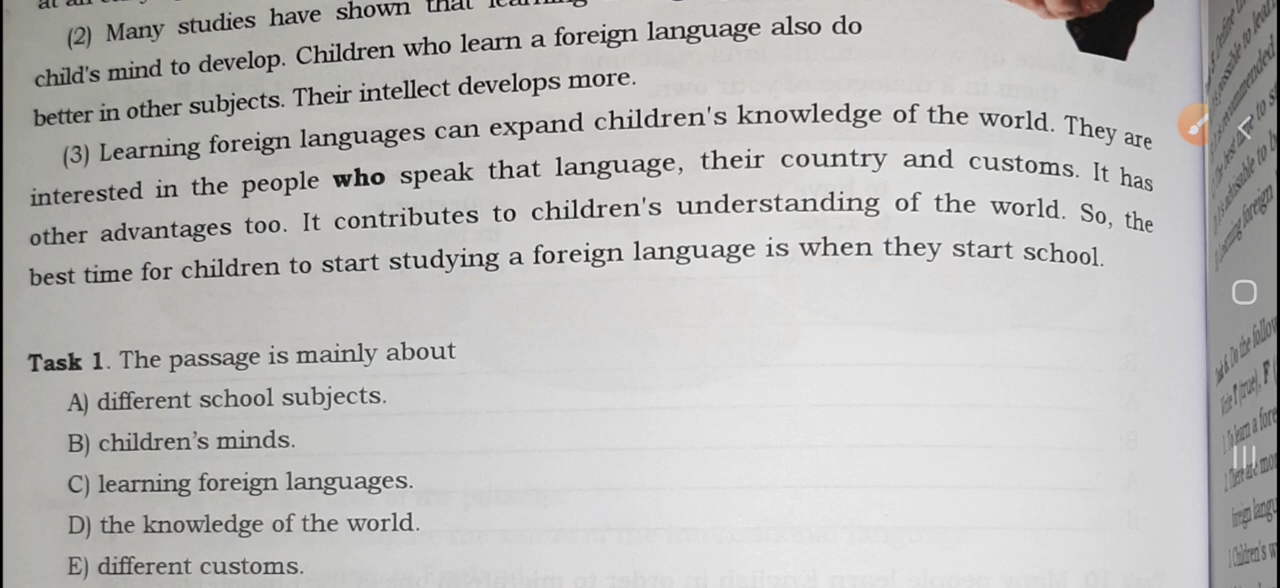 (2) Many studies have shown that
child's mind to develop. Children who learn a foreign language also do
better in other subjects. Their intellect develops more.
(3) Learning foreign languages can expand children's knowledge of the world. They are
interested in the people who speak that language, their country and customs. It has
other advantages too. It contributes to children's understanding of the world. So, the
best time for children to start studying a foreign language is when they start school.
Task 1. The passage is mainly about
A) different school subjects.
B) children's minds.
C) learning foreign languages.
D) the knowledge of the world.
E) different customs.